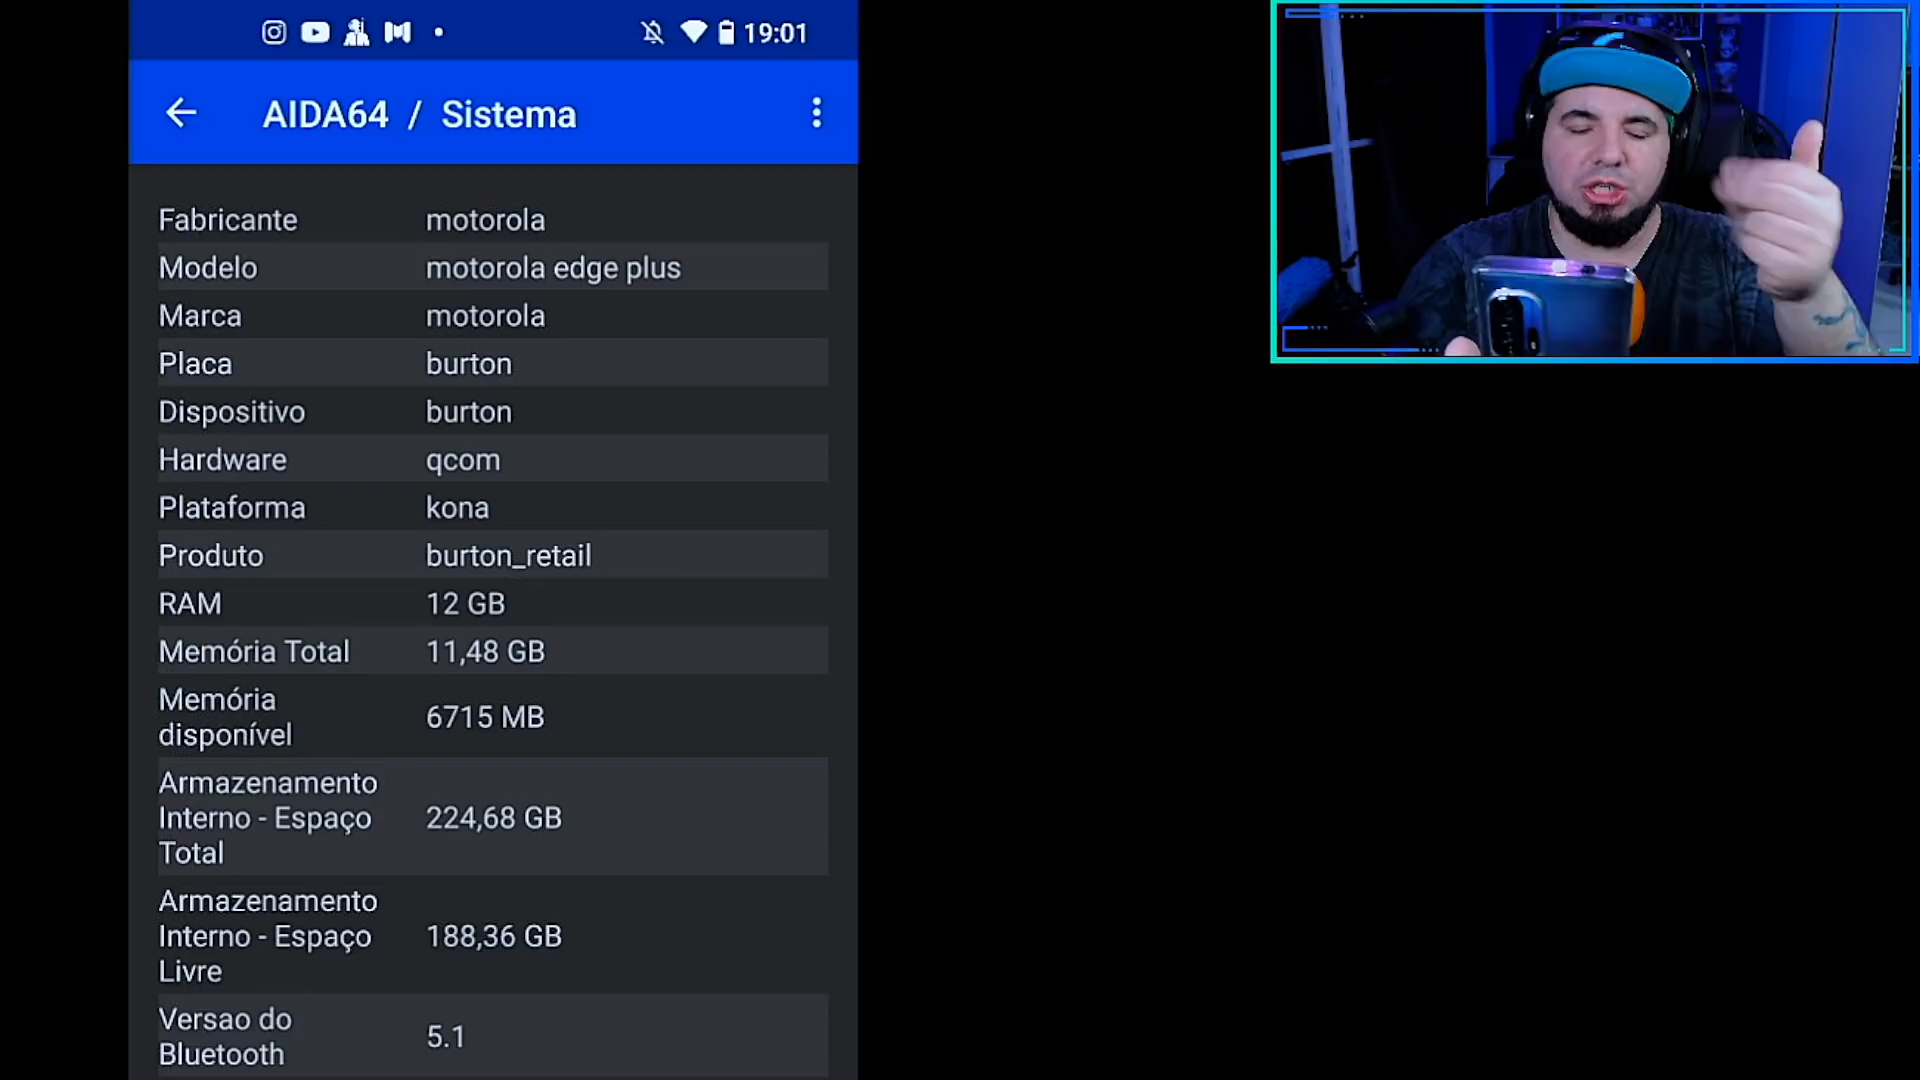 19:01
AIDA64 / Sistema
Fabricante motorola
Modelo motorola edge plus
Marca motorola
Placa burton
Dispositivo burton
Hardware qcom
Plataforma kona
Produto burton_retail
RAM 12 GB
Memória Total 11,48 GB
Memória
disponível
6715 MB
Armazenamento
Interno - Espaço
Total
224,68 GB
Armazenamento
Interno - Espaço
Livre
188,36 GB
Versao do
Bluetooth
5.1